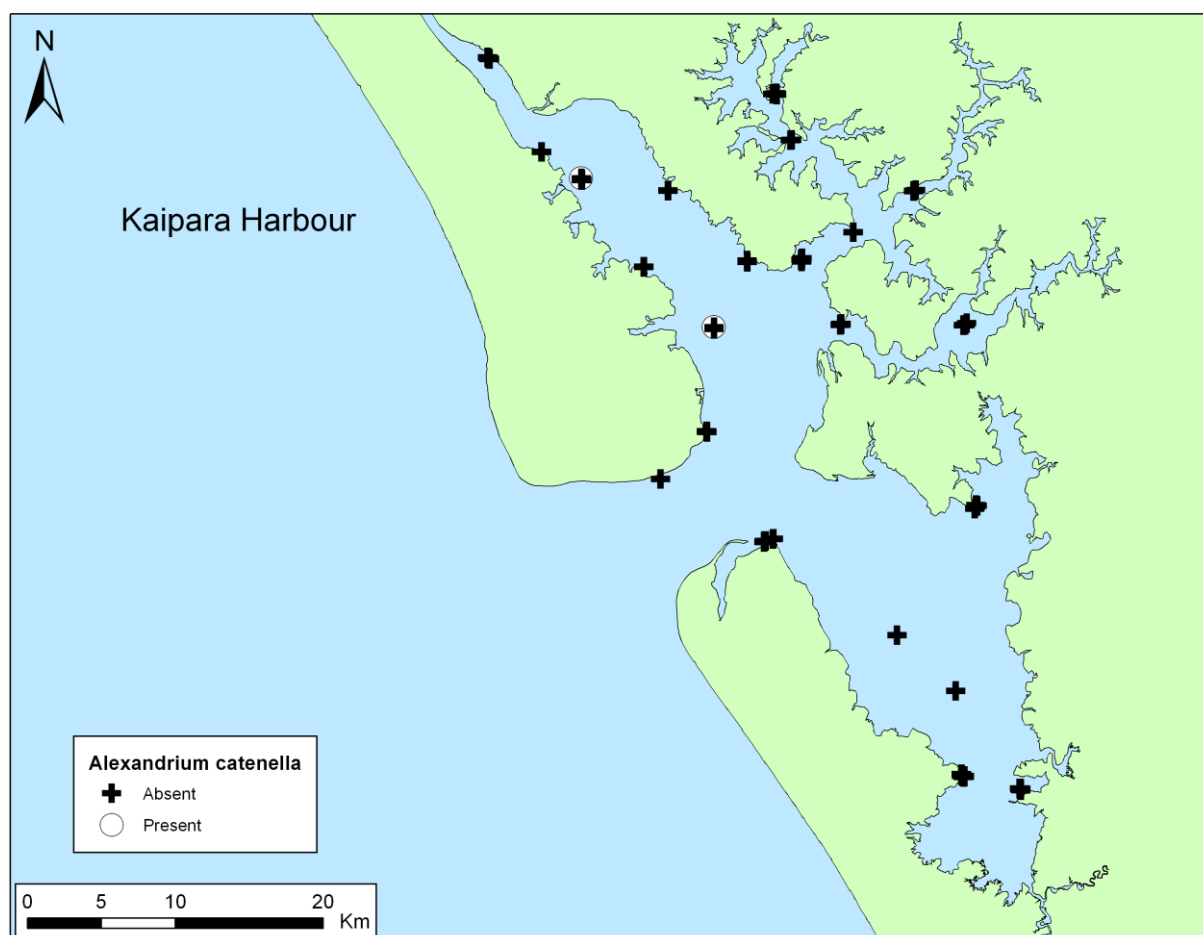 N
Kaipara Harbour
Alexandrium catenella
Absent
Present
0 5 10 20
Km